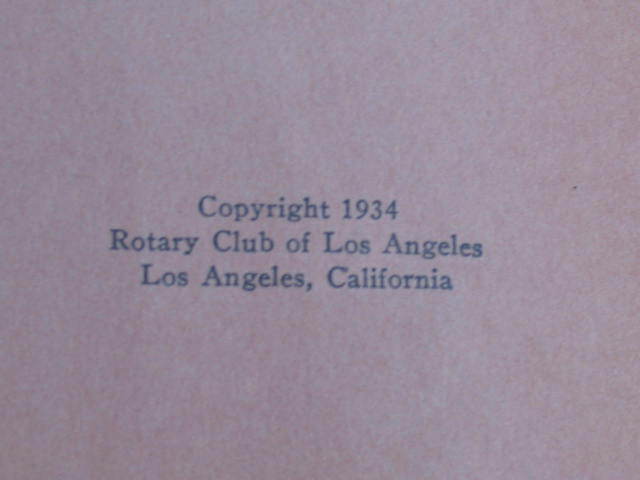 Copyright 1934
Rotary Club of Los Angeles
Los Angeles, California